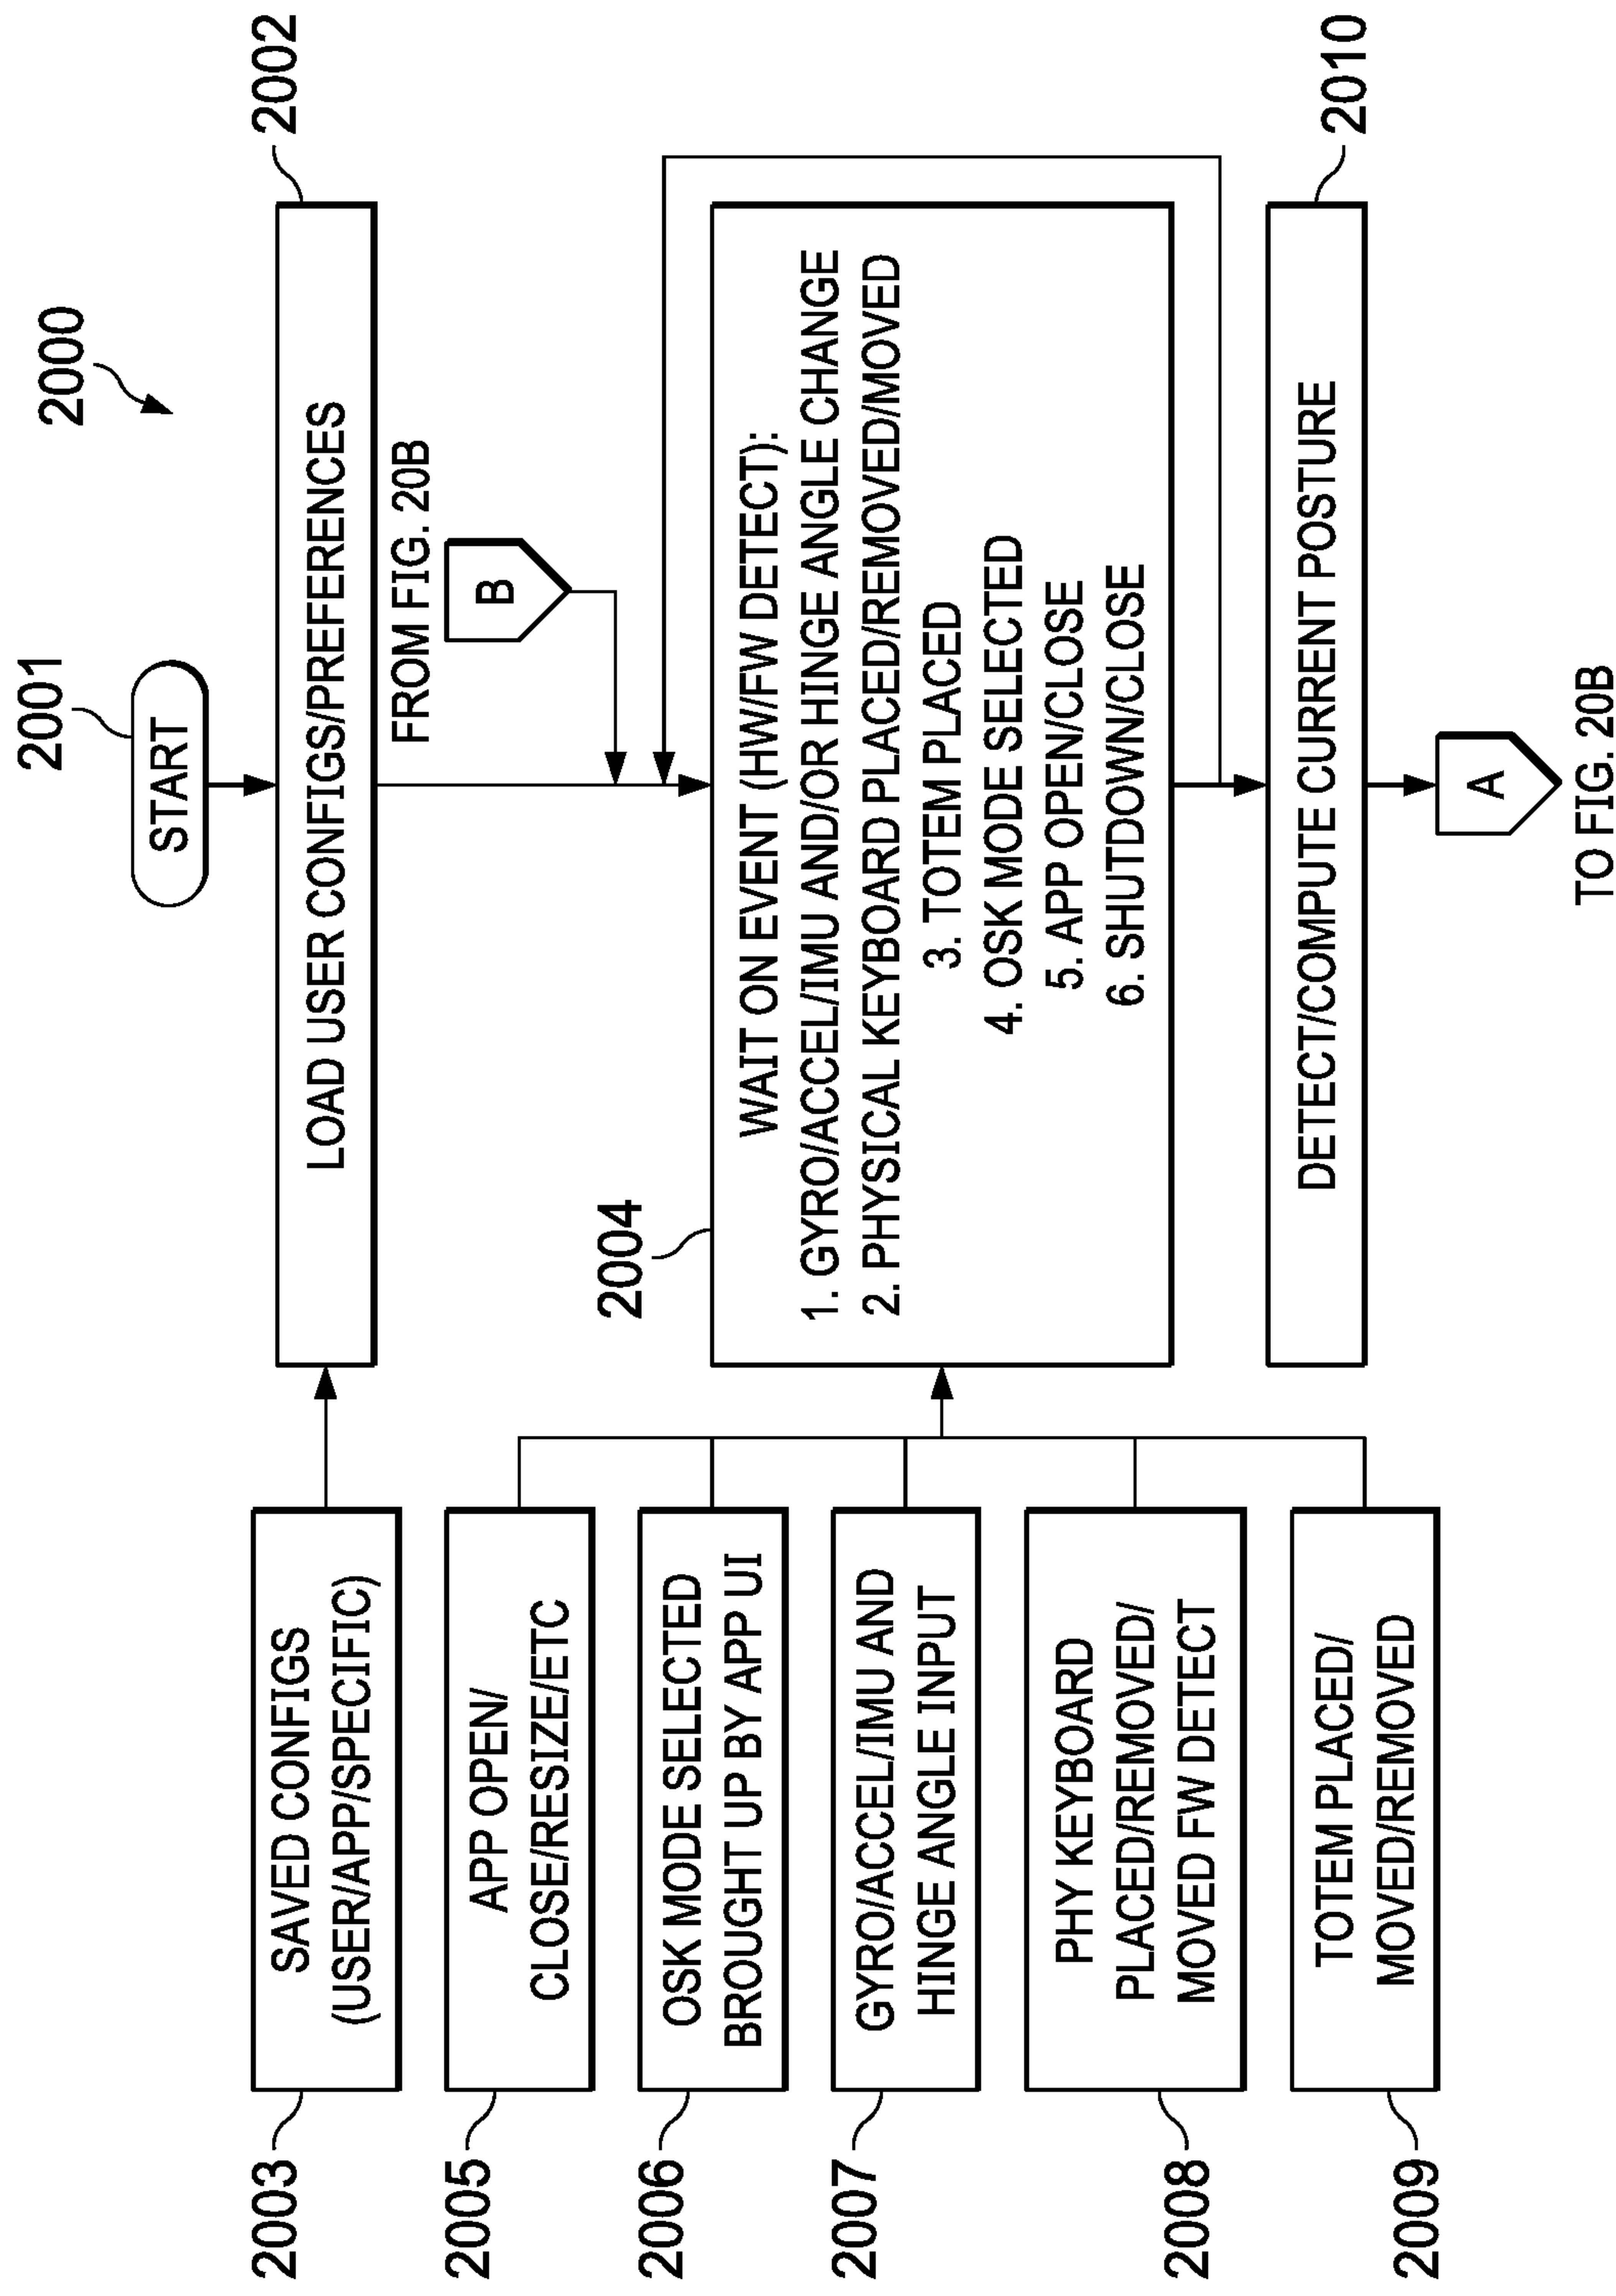 2000
2001
START
2002
LOAD USER CONFIGS/PREFERENCES
2003
SAVED CONFIGS
(USER/APP/SPECIFIC)
FROM FIG. 20B
B
2004
WAIT ON EVENT (HW/FW DETECT):
1. GYRO/ACCEL/IMU AND/OR HINGE ANGLE CHANGE
2. PHYSICAL KEYBOARD PLACED/REMOVED/MOVED
3. TOTEM PLACED
4. OSK MODE SELECTED
5. APP OPEN/CLOSE
6. SHUTDOWN/CLOSE
2005
APP OPEN/
CLOSE/RESIZE/ETC
2006
OSK MODE SELECTED
BROUGHT UP BY APP UI
2007
GYRO/ACCEL/IMU AND
HINGE ANGLE INPUT
2008
PHY KEYBOARD
PLACED/REMOVED/
MOVED FW DETECT
2009
TOTEM PLACED/
MOVED/REMOVED
2010
DETECT/COMPUTE CURRENT POSTURE
A
TO FIG. 20B